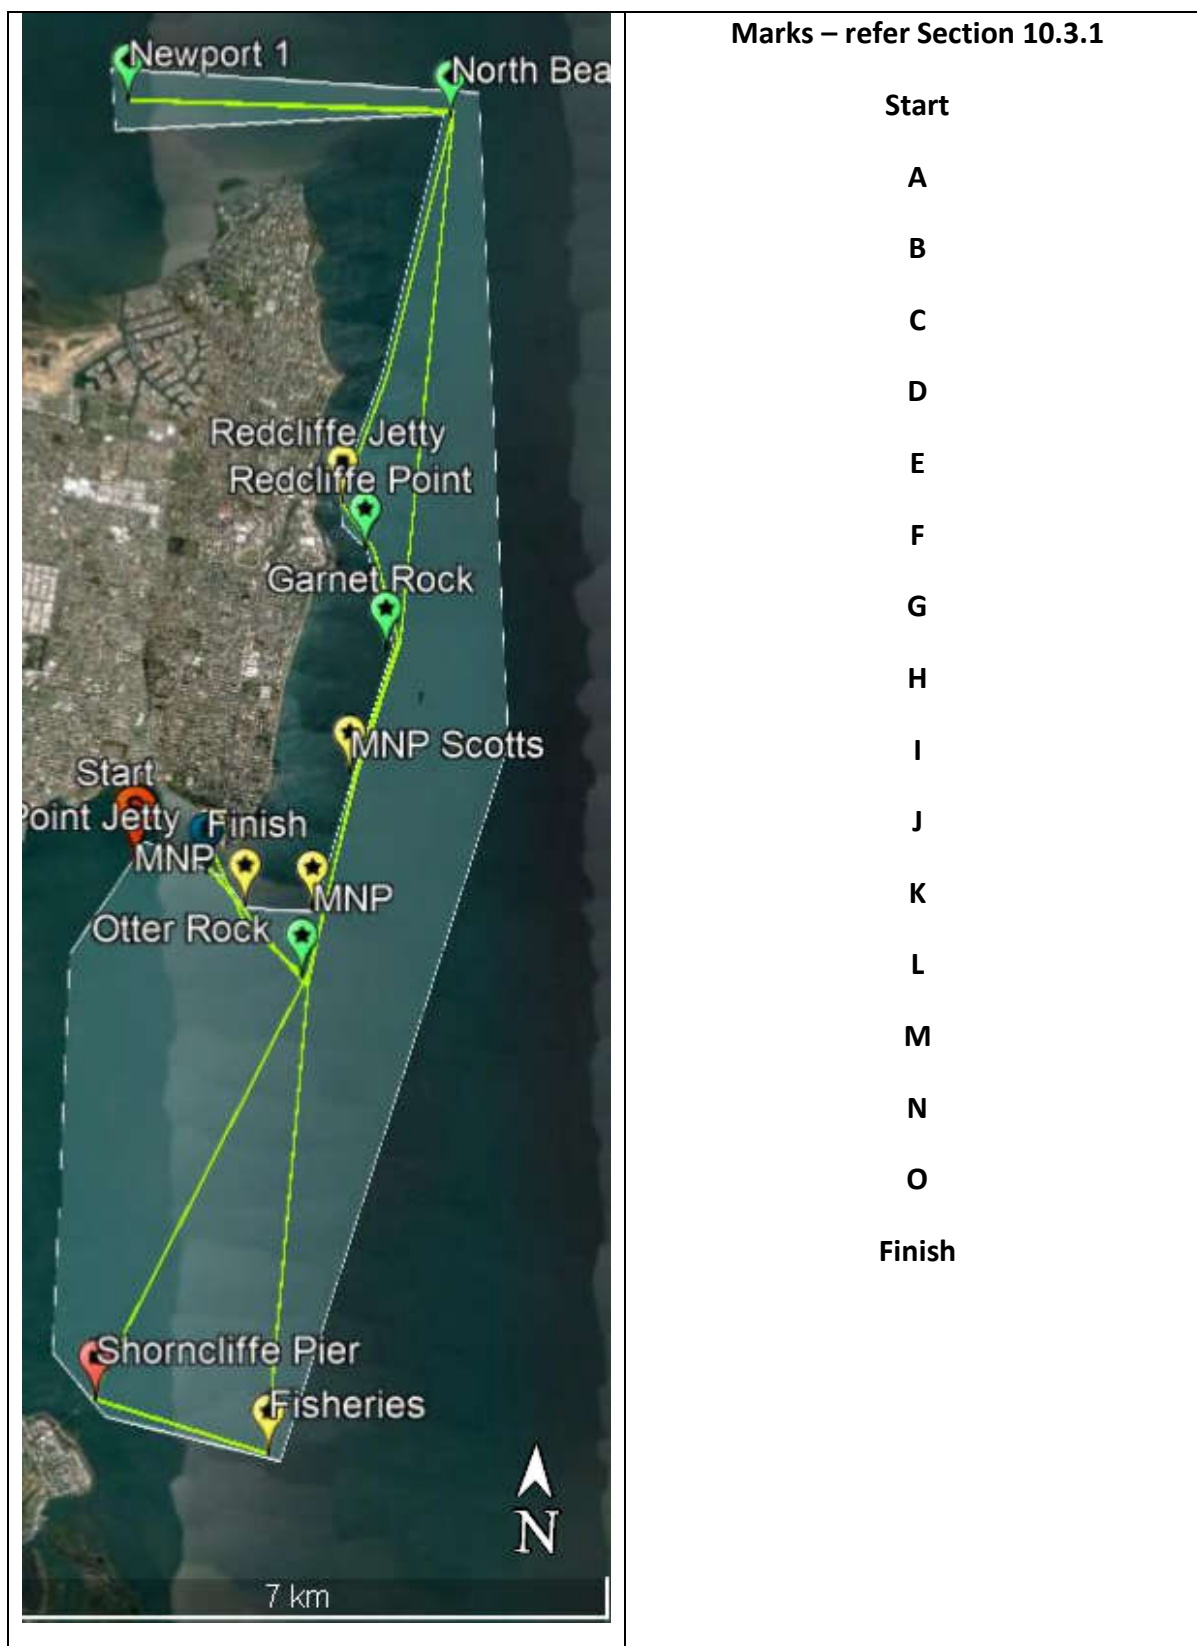 Newport 1
North Bea
Redcliffe Jetty
Redcliffe Point
Garnet Rock
MNP Scotts
Start
Point Jetty
Finish
MNP
MNP
Otter Rock
Shorncliffe Pier
Fisheries
N
7 km
Marks – refer Section 10.3.1
Start
A
B
C
D
E
F
G
H
I
J
K
L
M
N
O
Finish